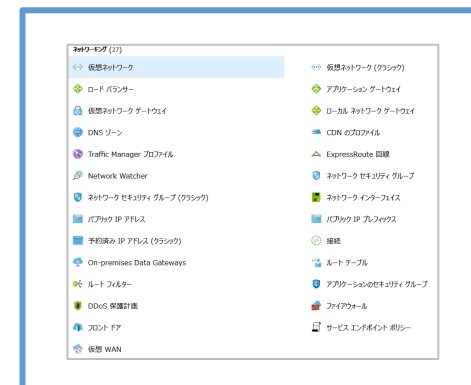 ネットワーキング (27)
仮想ネットワーク
仮想ネットワーク (クラシック)
ロード バランサー
アプリケーション ゲートウェイ
仮想ネットワーク ゲートウェイ
ローカル ネットワーク ゲートウェイ
DNS ゾーン
CDN のプロファイル
Traffic Manager プロファイル
ExpressRoute 回線
Network Watcher
ネットワーク セキュリティ グループ
ネットワーク セキュリティ グループ (クラシック)
ネットワーク インターフェイス
パブリック IP アドレス
パブリック IP プレフィックス
予約済み IP アドレス (クラシック)
接続
On-premises Data Gateways
ルート テーブル
ルート フィルター
アプリケーションのセキュリティ グループ
DDoS 保護計画
ファイアウォール
フロント ドア
サービス エンドポイント ポリシー
仮想 WAN